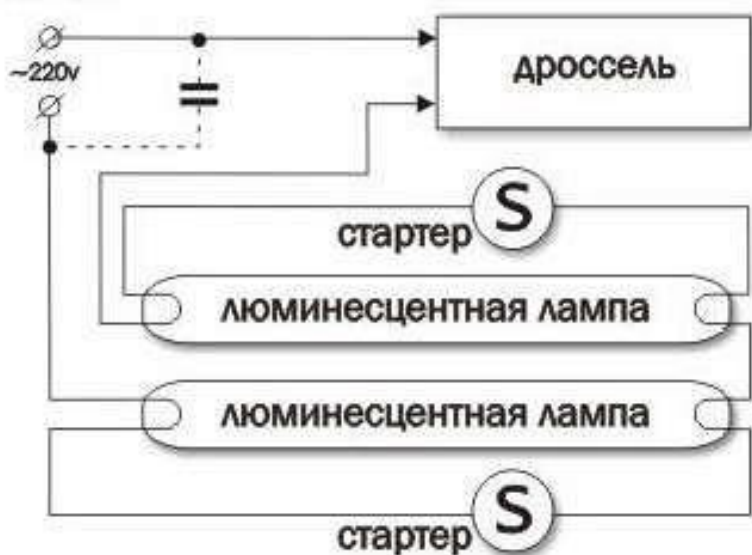 ~220v
дроссель
S
стартер
люминесцентная лампа
люминесцентная лампа
S
стартер